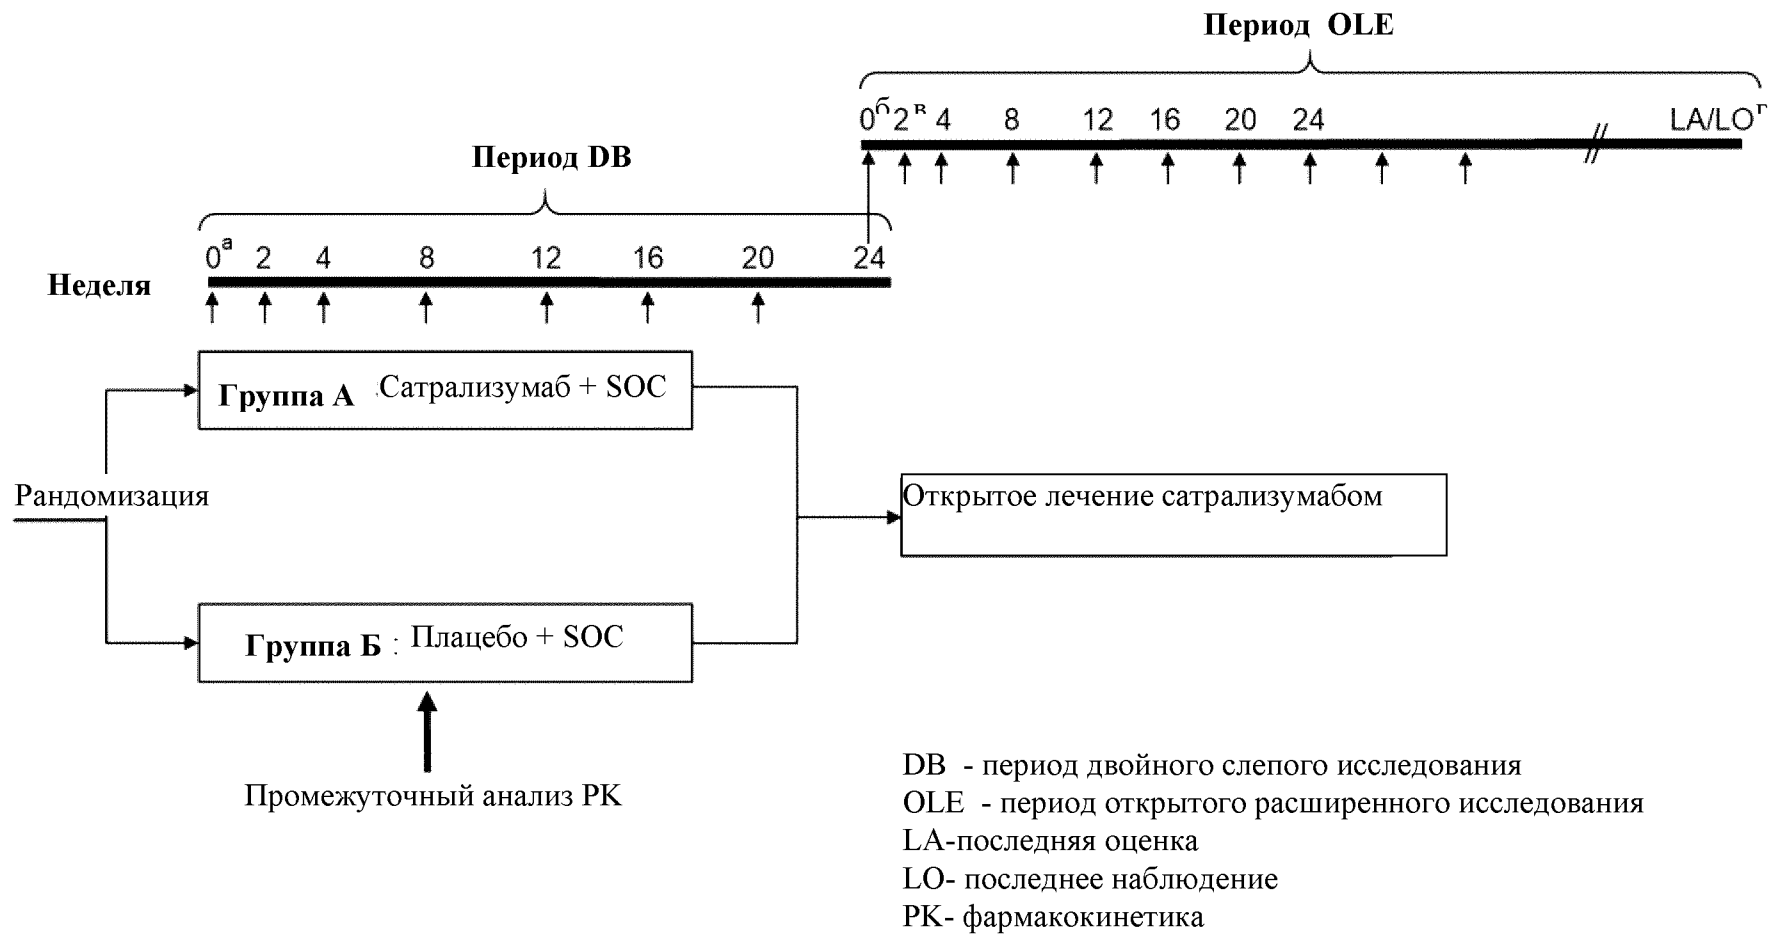 Период OLE
0б 2в 4 8 12 16 20 24 LA/LOг
Период DB
0а 2 4 8 12 16 20 24
Неделя
Группа А Сатрализумаб + SOC
Рандомизация
Открытое лечение сатрализумабом
Группа Б : Плацебо + SOC
Промежуточный анализ PK
DB - период двойного слепого исследования
OLE - период открытого расширенного исследования
LA-последняя оценка
LO- последнее наблюдение
PK- фармакокинетика